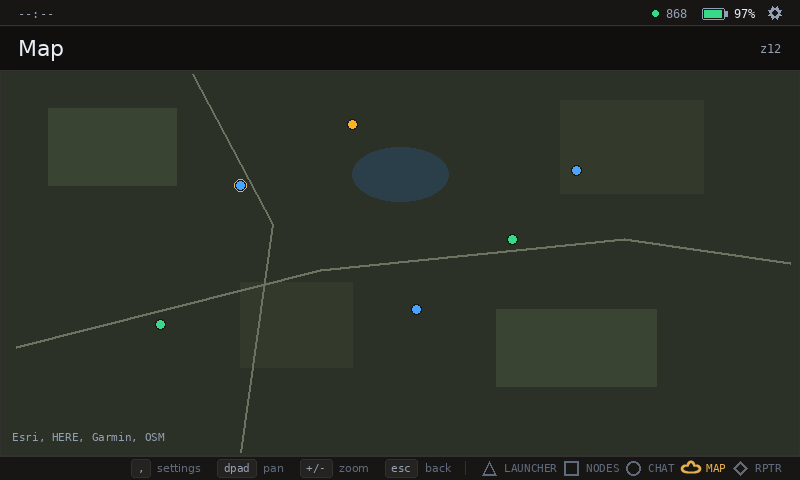 --:-- 868 97%
Map z12
Esri, HERE, Garmin, OSM
, settings dpad pan +/- zoom esc back LAUNCHER NODES CHAT MAP RPTR